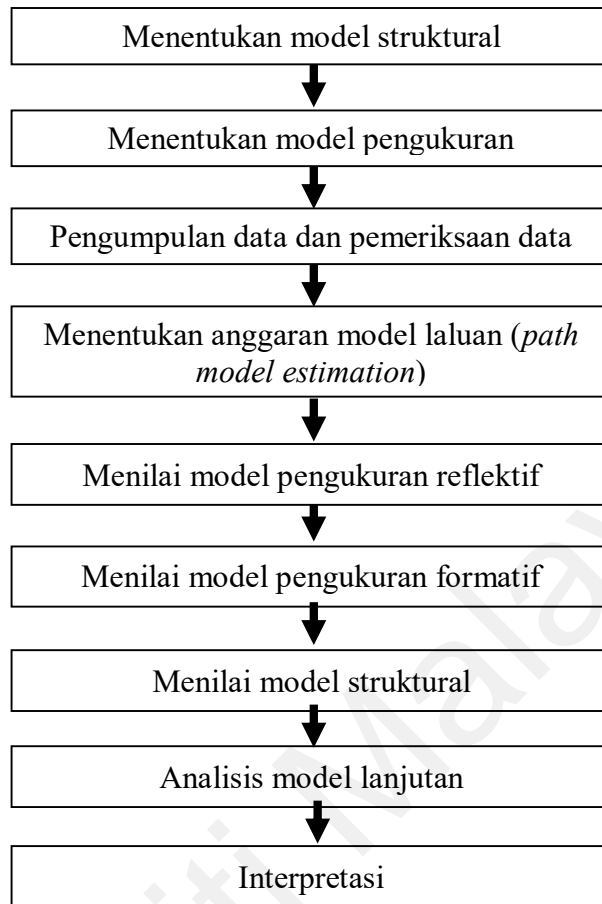 Menentukan model struktural
Menentukan model pengukuran
Pengumpulan data dan pemeriksaan data
Menentukan anggaran model laluan (path
model estimation)
Menilai model pengukuran reflektif
Menilai model pengukuran formatif
Menilai model struktural
Analisis model lanjutan
Interpretasi